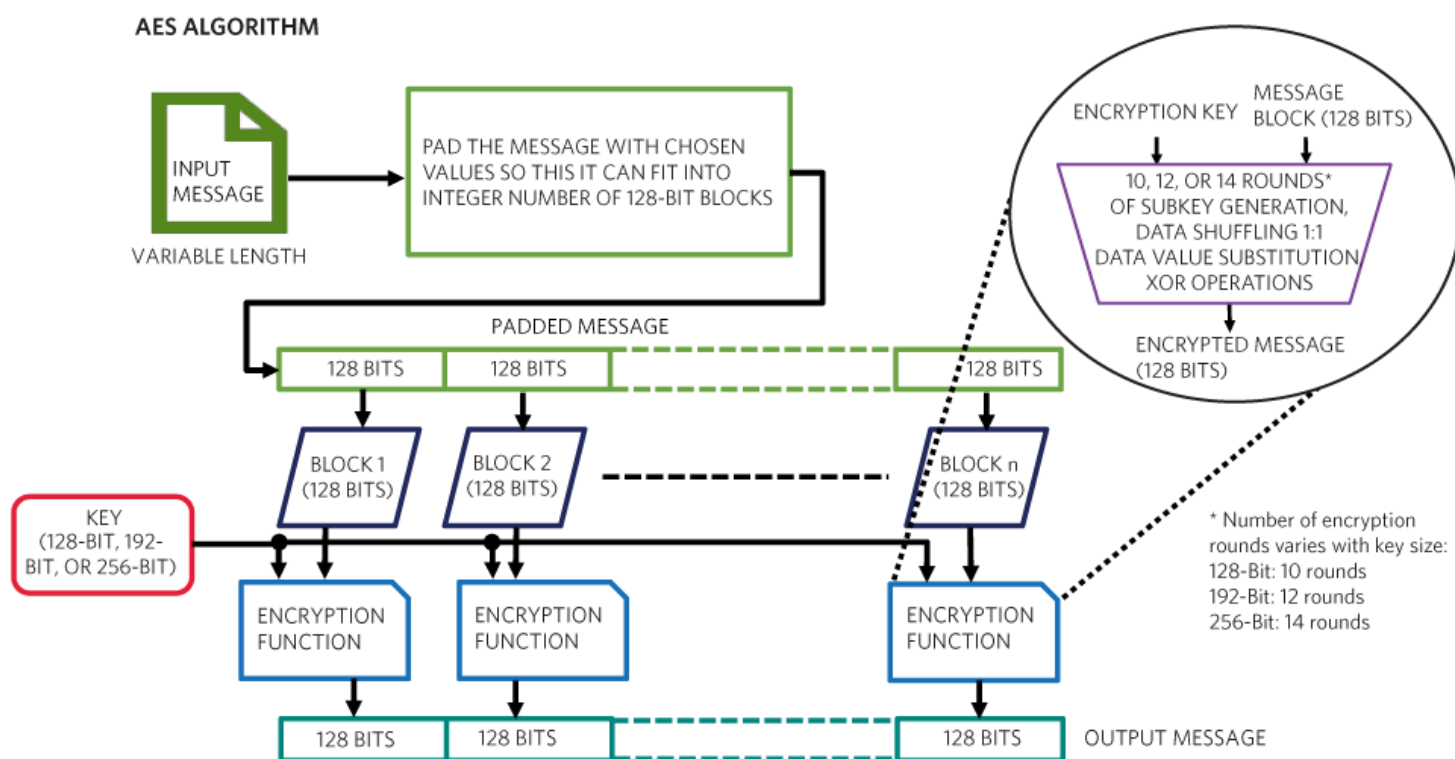 AES ALGORITHM
INPUT
MESSAGE
VARIABLE LENGTH
PAD THE MESSAGE WITH CHOSEN
VALUES SO THIS IT CAN FIT INTO
INTEGER NUMBER OF 128-BIT BLOCKS
ENCRYPTION KEY
MESSAGE
BLOCK (128 BITS)
10, 12, OR 14 ROUNDS*
OF SUBKEY GENERATION,
DATA SHUFFLING 1:1
DATA VALUE SUBSTITUTION
XOR OPERATIONS
ENCRYPTED MESSAGE
(128 BITS)
PADDED MESSAGE
128 BITS
128 BITS
128 BITS
BLOCK 1
(128 BITS)
BLOCK 2
(128 BITS)
BLOCK n
(128 BITS)
KEY
(128-BIT, 192-
BIT, OR 256-BIT)
* Number of encryption
rounds varies with key size:
128-Bit: 10 rounds
192-Bit: 12 rounds
256-Bit: 14 rounds
ENCRYPTION
FUNCTION
ENCRYPTION
FUNCTION
ENCRYPTION
FUNCTION
128 BITS
128 BITS
128 BITS
OUTPUT MESSAGE